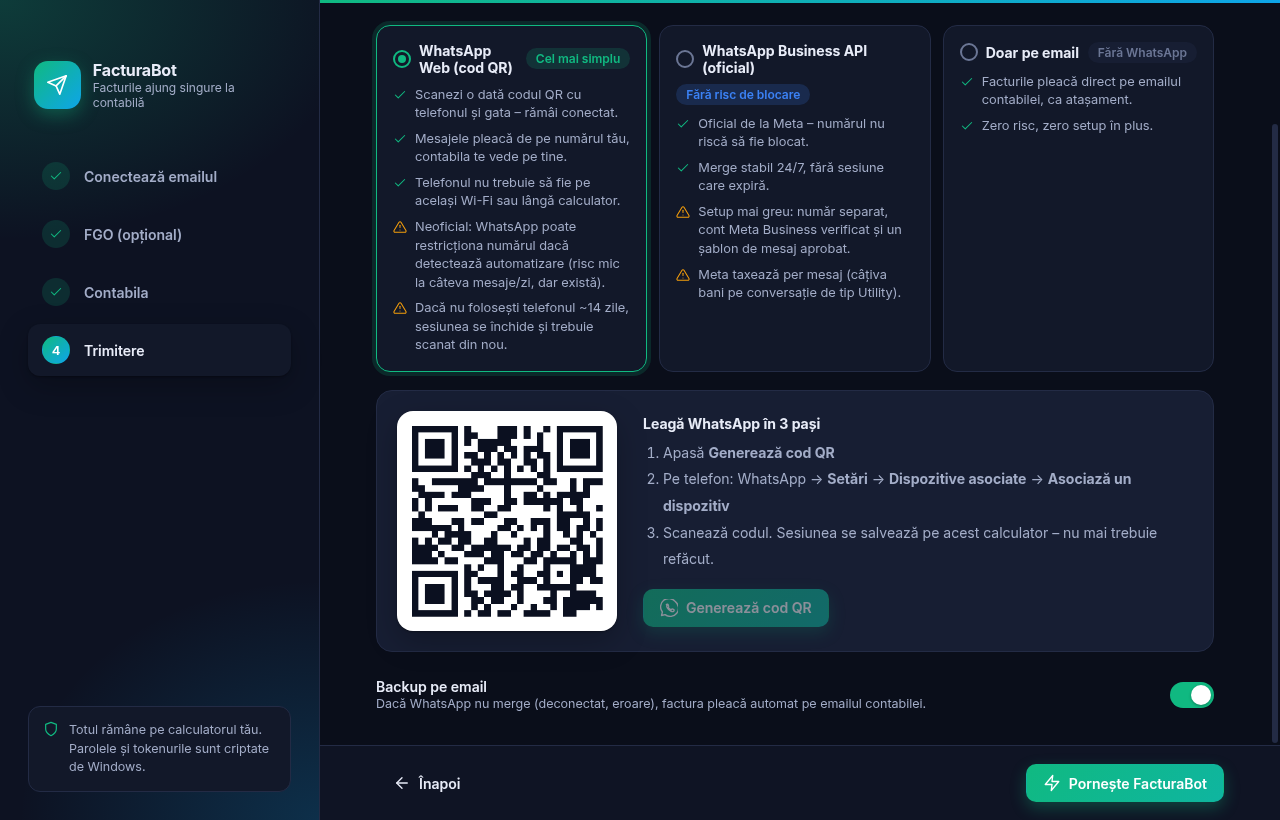 FacturaBot
Facturile ajung singure la
contabilă
Conectează emailul
FGO (opțional)
Contabila
4
Trimitere
Totul rămâne pe calculatorul tău.
Parolele și tokenurile sunt criptate
de Windows.
WhatsApp
Web (cod QR)
Cel mai simplu
Scanezi o dată codul QR cu
telefonul și gata – rămâi conectat.
Mesajele pleacă de pe numărul tău,
contabila te vede pe tine.
Telefonul nu trebuie să fie pe
același Wi-Fi sau lângă calculator.
Neoficial: WhatsApp poate
restricționa numărul dacă
detectează automatizare (risc mic
la câteva mesaje/zi, dar există).
Dacă nu folosești telefonul ~14 zile,
sesiunea se închide și trebuie
scanat din nou.
WhatsApp Business API
(oficial)
Fără risc de blocare
Oficial de la Meta – numărul nu
riscă să fie blocat.
Merge stabil 24/7, fără sesiune
care expiră.
Setup mai greu: număr separat,
cont Meta Business verificat și un
șablon de mesaj aprobat.
Meta taxează per mesaj (câțiva
bani pe conversație de tip Utility).
Doar pe email
Fără WhatsApp
Facturile pleacă direct pe emailul
contabilei, ca atașament.
Zero risc, zero setup în plus.
Leagă WhatsApp în 3 pași
1. Apasă Generează cod QR
2. Pe telefon: WhatsApp → Setări → Dispozitive asociate → Asociază un
dispozitiv
3. Scanează codul. Sesiunea se salvează pe acest calculator – nu mai trebuie
refăcut.
Generează cod QR
Backup pe email
Dacă WhatsApp nu merge (deconectat, eroare), factura pleacă automat pe emailul contabilei.
Înapoi
Pornește FacturaBot